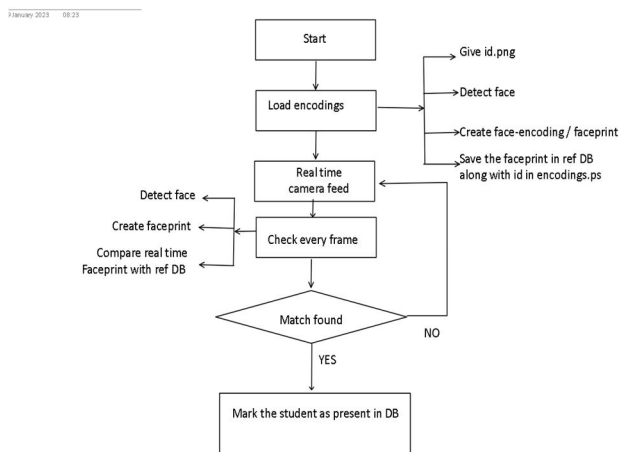 January 2023 08:23
Start
Load encodings
Give id.png
Detect face
Create face-encoding / faceprint
Save the faceprint in ref DB
along with id in encodings.ps
Real time
camera feed
Check every frame
Detect face
Create faceprint
Compare real time
Faceprint with ref DB
Match found
NO
YES
Mark the student as present in DB